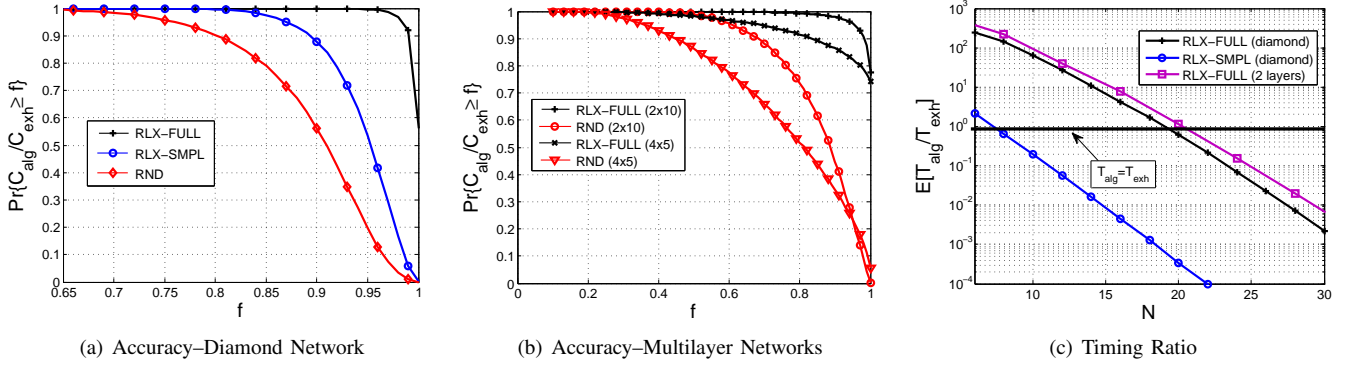 1
0.9
0.8
0.7
0.6
0.5
0.4
0.3
0.2
0.1
0
Pr{C_alg/C_exh ≥ f}
RLX−FULL
RLX−SMPL
RND
0.65 0.7 0.75 0.8 0.85 0.9 0.95 1
f
(a) Accuracy–Diamond Network
1
0.9
0.8
0.7
0.6
0.5
0.4
0.3
0.2
0.1
0
Pr{C_alg/C_exh ≥ f}
RLX−FULL (2x10)
RND (2x10)
RLX−FULL (4x5)
RND (4x5)
0 0.2 0.4 0.6 0.8 1
f
(b) Accuracy–Multilayer Networks
10^3
10^2
10^1
10^0
10^−1
10^−2
10^−3
10^−4
E[T_alg/T_exh]
RLX−FULL (diamond)
RLX−SMPL (diamond)
RLX−FULL (2 layers)
T_alg=T_exh
10 15 20 25 30
N
(c) Timing Ratio